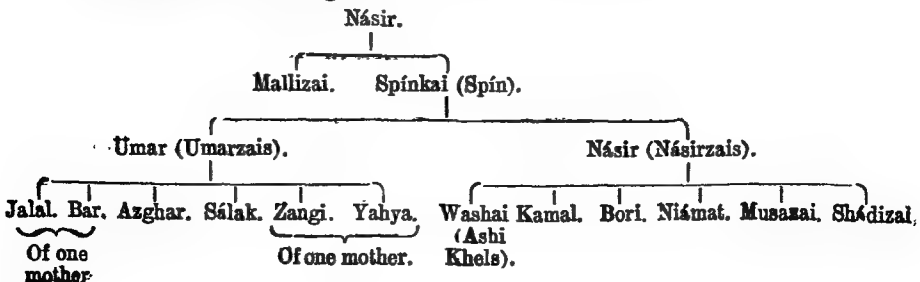 Násir.
Mallizai. Spínkai (Spín).
Umar (Umarzais). Násir (Násirzais).
Jalal. Bar. Azghar. Sálak. Zangi. Yahya. Washai Kamal. Bori. Niámat. Musazai. Shádizai.
(Ashi
Of one Of one mother. Khels).
mother